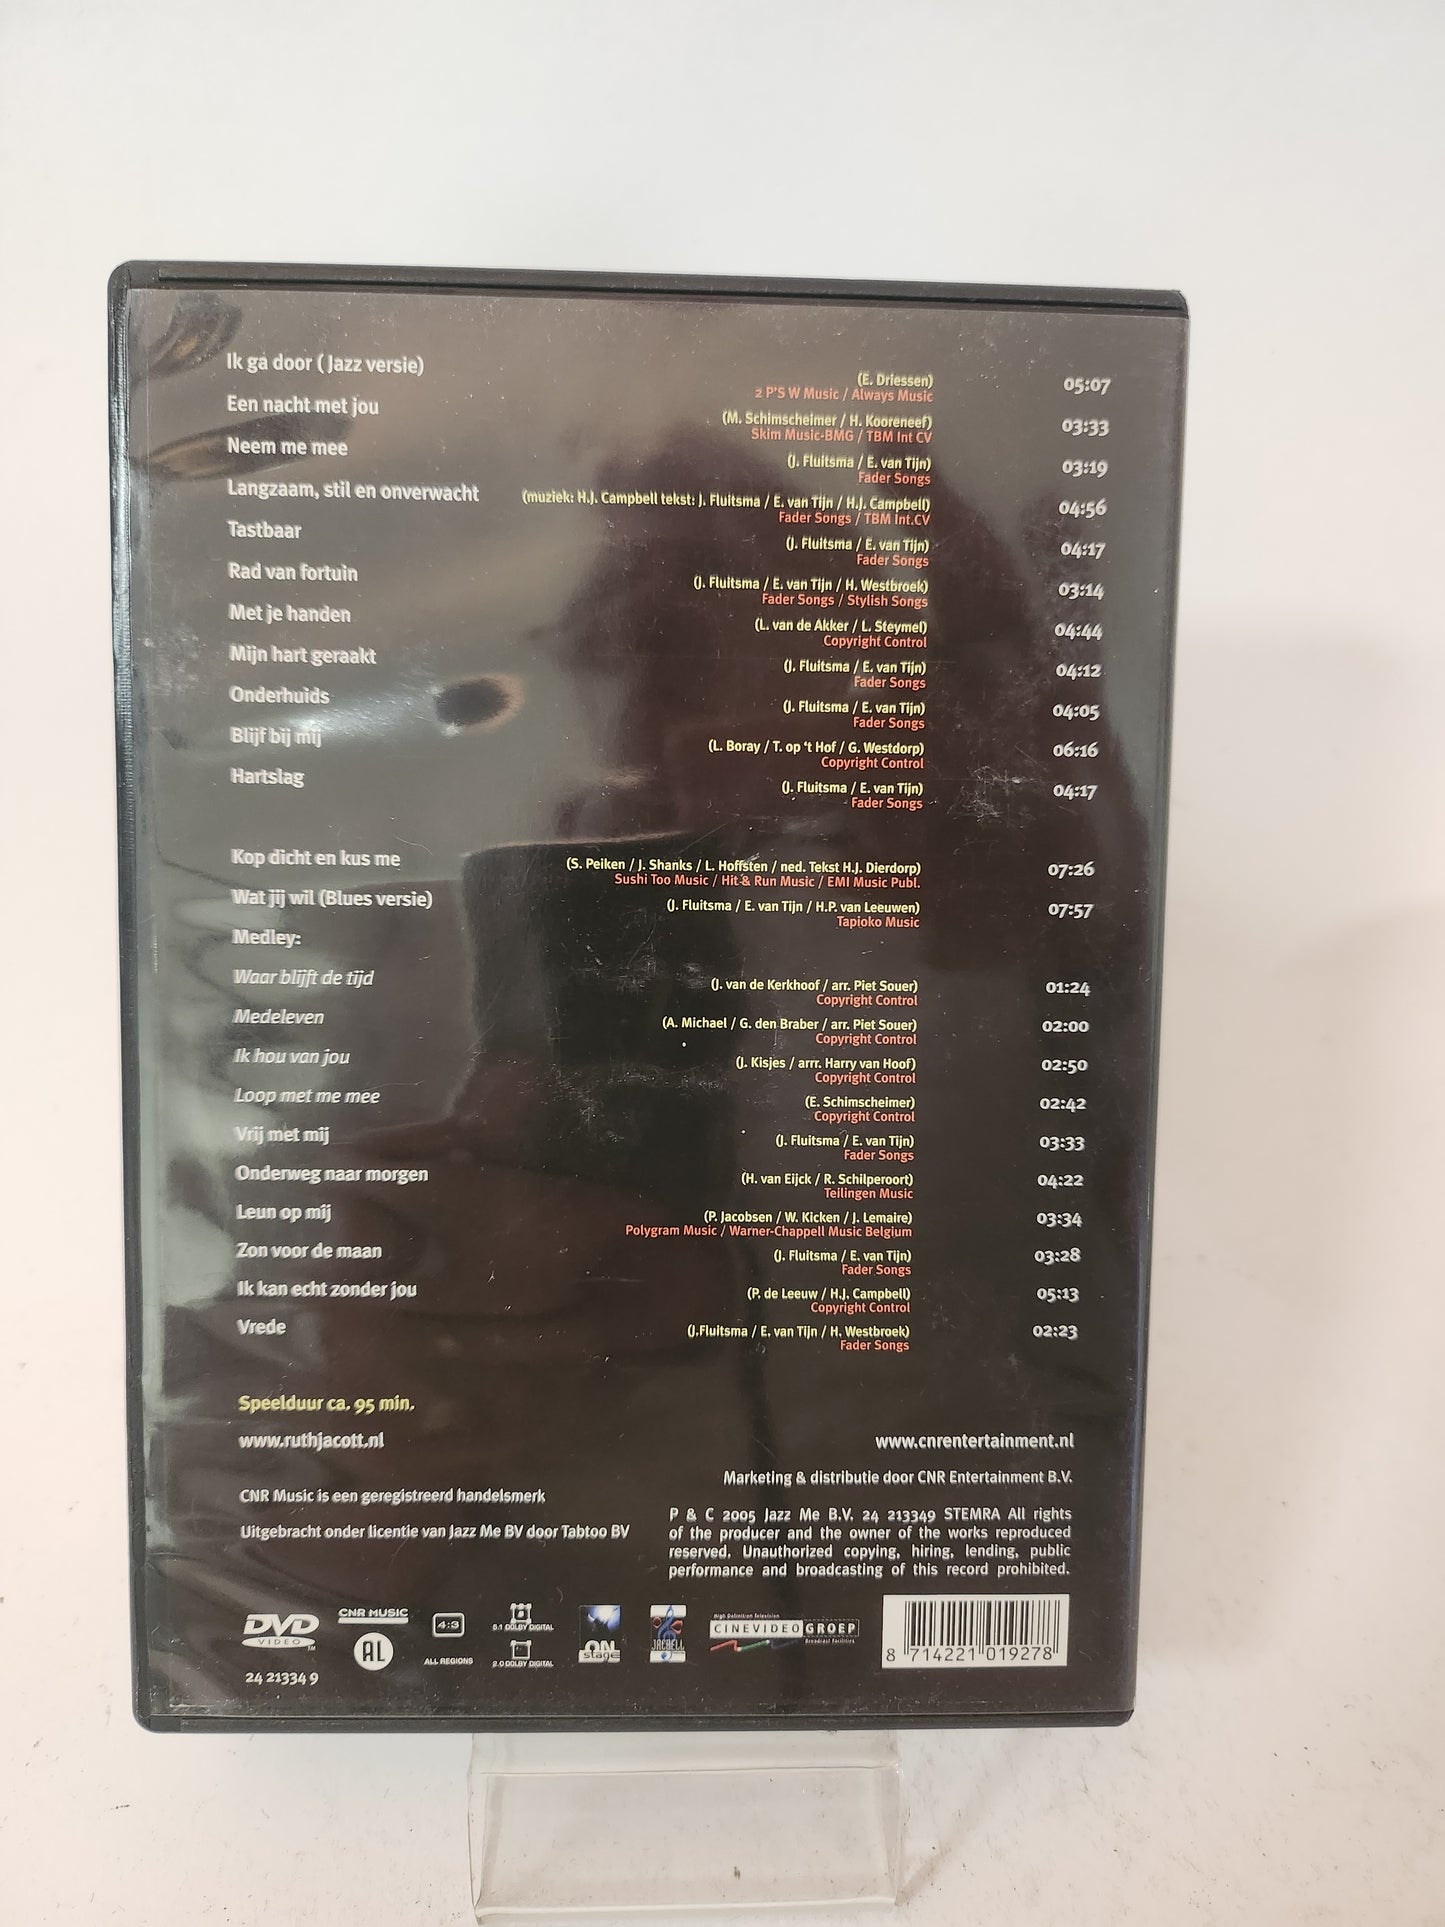 Ik ga door ( Jazz versie)
(E. Driessen)
05:07
2 P'S W Music / Always Music
Een nacht met jou
(M. Schimscheimer / H. Kooreneef)
03:33
Skim Music-BMG / TBM Int CV
Neem me mee
(J. Fluitsma / E. van Tijn)
03:19
Fader Songs
Langzaam, stil en onverwacht
(muziek: H.J. Campbell tekst: J. Fluitsma / E. van Tijn / H.J. Campbell)
04:56
Fader Songs / TBM Int.CV
Tastbaar
(J. Fluitsma / E. van Tijn)
04:17
Fader Songs
Rad van fortuin
(J. Fluitsma / E. van Tijn / H. Westbroek)
03:14
Fader Songs / Stylish Songs
Met je handen
(L. van de Akker / L. Steymel)
04:44
Copyright Control
Mijn hart geraakt
(J. Fluitsma / E. van Tijn)
04:12
Fader Songs
Onderhuids
(J. Fluitsma / E. van Tijn)
04:05
Fader Songs
Blijf bij mij
(L. Boray / T. op 't Hof / G. Westdorp)
06:16
Copyright Control
Hartslag
(J. Fluitsma / E. van Tijn)
04:17
Fader Songs
Kop dicht en kus me
(S. Peiken / J. Shanks / L. Hoffsten / ned. Tekst H.J. Dierdorp)
07:26
Sushi Too Music / Hit & Run Music / EMI Music Publ.
Wat jij wil (Blues versie)
(J. Fluitsma / E. van Tijn / H.P. van Leeuwen)
07:57
Tapioko Music
Medley:
Waar blijft de tijd
(J. van de Kerkhoof / arr. Piet Souer)
01:24
Copyright Control
Medeleven
(A. Michael / G. den Braber / arr. Piet Souer)
02:00
Copyright Control
Ik hou van jou
(J. Kisjes / arrr. Harry van Hoof)
02:50
Copyright Control
Loop met me mee
(E. Schimscheimer)
02:42
Copyright Control
Vrij met mij
(J. Fluitsma / E. van Tijn)
03:33
Fader Songs
Onderweg naar morgen
(H. van Eijck / R. Schilperoort)
04:22
Teilingen Music
Leun op mij
(P. Jacobsen / W. Kicken / J. Lemaire)
03:34
Polygram Music / Warner-Chappell Music Belgium
Zon voor de maan
(J. Fluitsma / E. van Tijn)
03:28
Fader Songs
Ik kan echt zonder jou
(P. de Leeuw / H.J. Campbell)
05:13
Copyright Control
Vrede
(J.Fluitsma / E. van Tijn / H. Westbroek)
02:23
Fader Songs
Speelduur ca. 95 min.
www.ruthjacott.nl
www.cnrentertainment.nl
Marketing & distributie door CNR Entertainment B.V.
CNR Music is een geregistreerd handelsmerk
Uitgebracht onder licentie van Jazz Me BV door Tabtoo BV
P & C 2005 Jazz Me B.V. 24 213349 STEMRA All rights
of the producer and the owner of the works reproduced
reserved. Unauthorized copying, hiring, lending, public
performance and broadcasting of this record prohibited.
DVD
VIDEO
TM
CNR MUSIC
AL
4:3
ALL REGIONS
5.1 DOLBY DIGITAL
2.0 DOLBY DIGITAL
ON
stage
JACBELL
High Definition Television
CINEVIDEOGROEP
Broadcast Facilities
8 714221 019278
24 21334 9